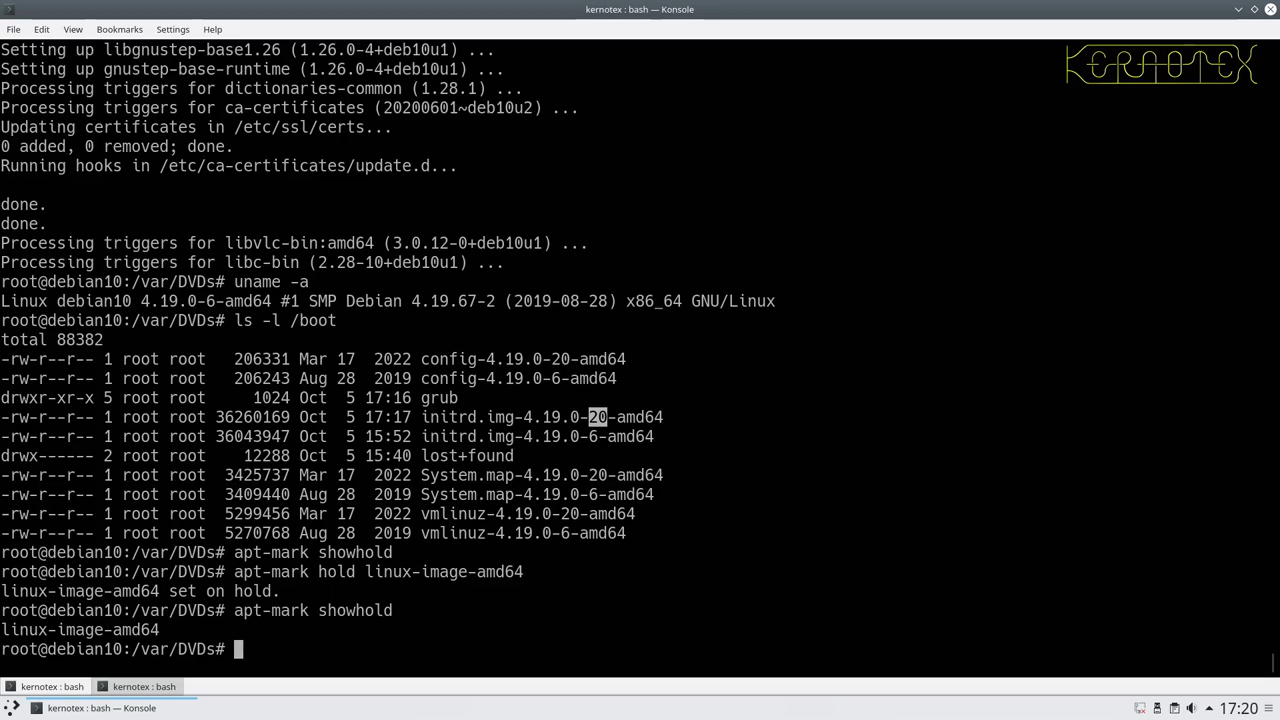 kernotex : bash — Konsole
File Edit View Bookmarks Settings Help
KERNOTEX
Setting up libgnustep-base1.26 (1.26.0-4+deb10u1) ...
Setting up gnustep-base-runtime (1.26.0-4+deb10u1) ...
Processing triggers for dictionaries-common (1.28.1) ...
Processing triggers for ca-certificates (20200601~deb10u2) ...
Updating certificates in /etc/ssl/certs...
0 added, 0 removed; done.
Running hooks in /etc/ca-certificates/update.d...
done.
done.
Processing triggers for libvlc-bin:amd64 (3.0.12-0+deb10u1) ...
Processing triggers for libc-bin (2.28-10+deb10u1) ...
root@debian10:/var/DVDs# uname -a
Linux debian10 4.19.0-6-amd64 #1 SMP Debian 4.19.67-2 (2019-08-28) x86_64 GNU/Linux
root@debian10:/var/DVDs# ls -l /boot
total 88382
-rw-r--r-- 1 root root   206331 Mar 17  2022 config-4.19.0-20-amd64
-rw-r--r-- 1 root root   206243 Aug 28  2019 config-4.19.0-6-amd64
drwxr-xr-x 5 root root     1024 Oct  5 17:16 grub
-rw-r--r-- 1 root root 36260169 Oct  5 17:17 initrd.img-4.19.0-20-amd64
-rw-r--r-- 1 root root 36043947 Oct  5 15:52 initrd.img-4.19.0-6-amd64
drwx------ 2 root root    12288 Oct  5 15:40 lost+found
-rw-r--r-- 1 root root  3425737 Mar 17  2022 System.map-4.19.0-20-amd64
-rw-r--r-- 1 root root  3409440 Aug 28  2019 System.map-4.19.0-6-amd64
-rw-r--r-- 1 root root  5299456 Mar 17  2022 vmlinuz-4.19.0-20-amd64
-rw-r--r-- 1 root root  5270768 Aug 28  2019 vmlinuz-4.19.0-6-amd64
root@debian10:/var/DVDs# apt-mark showhold
root@debian10:/var/DVDs# apt-mark hold linux-image-amd64
linux-image-amd64 set on hold.
root@debian10:/var/DVDs# apt-mark showhold
linux-image-amd64
root@debian10:/var/DVDs#
kernotex : bash kernotex : bash
kernotex : bash — Konsole 17:20